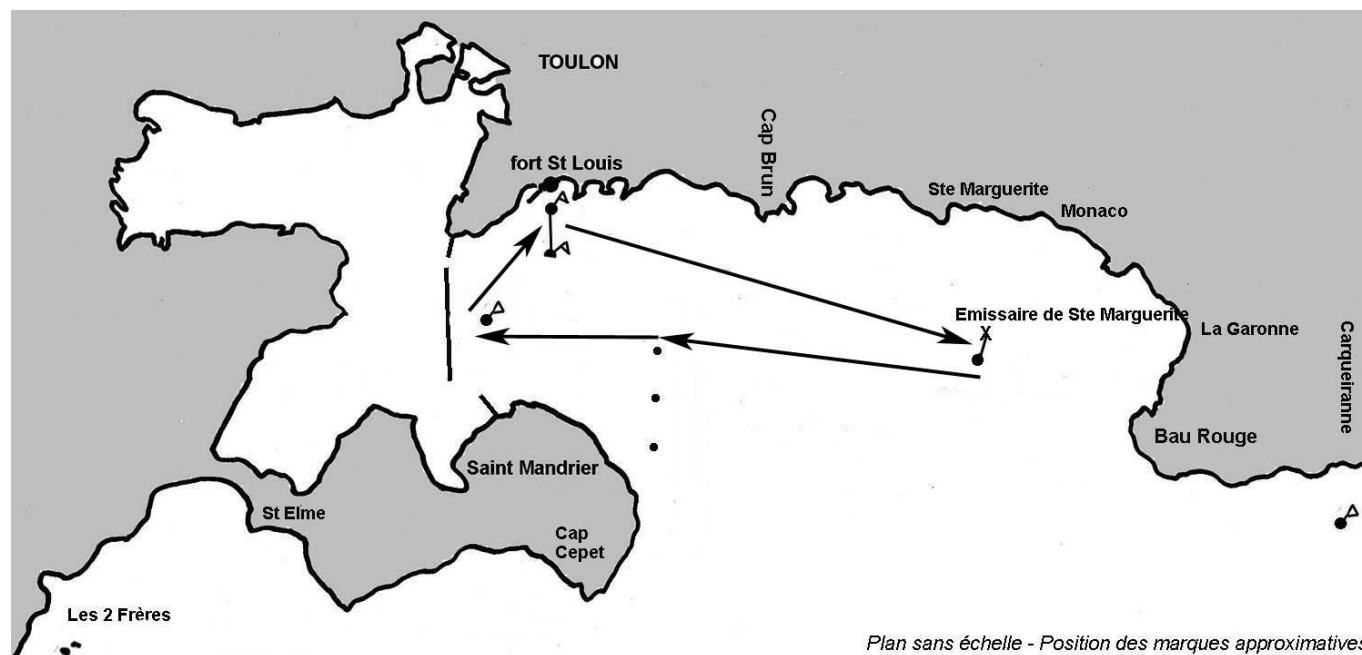 TOULON
fort St Louis
Cap Brun
Ste Marguerite
Monaco
Emissaire de Ste Marguerite
X
La Garonne
Carqueiranne
Bau Rouge
Saint Mandrier
St Elme
Cap
Cepet
Les 2 Frères
Plan sans échelle - Position des marques approximatives